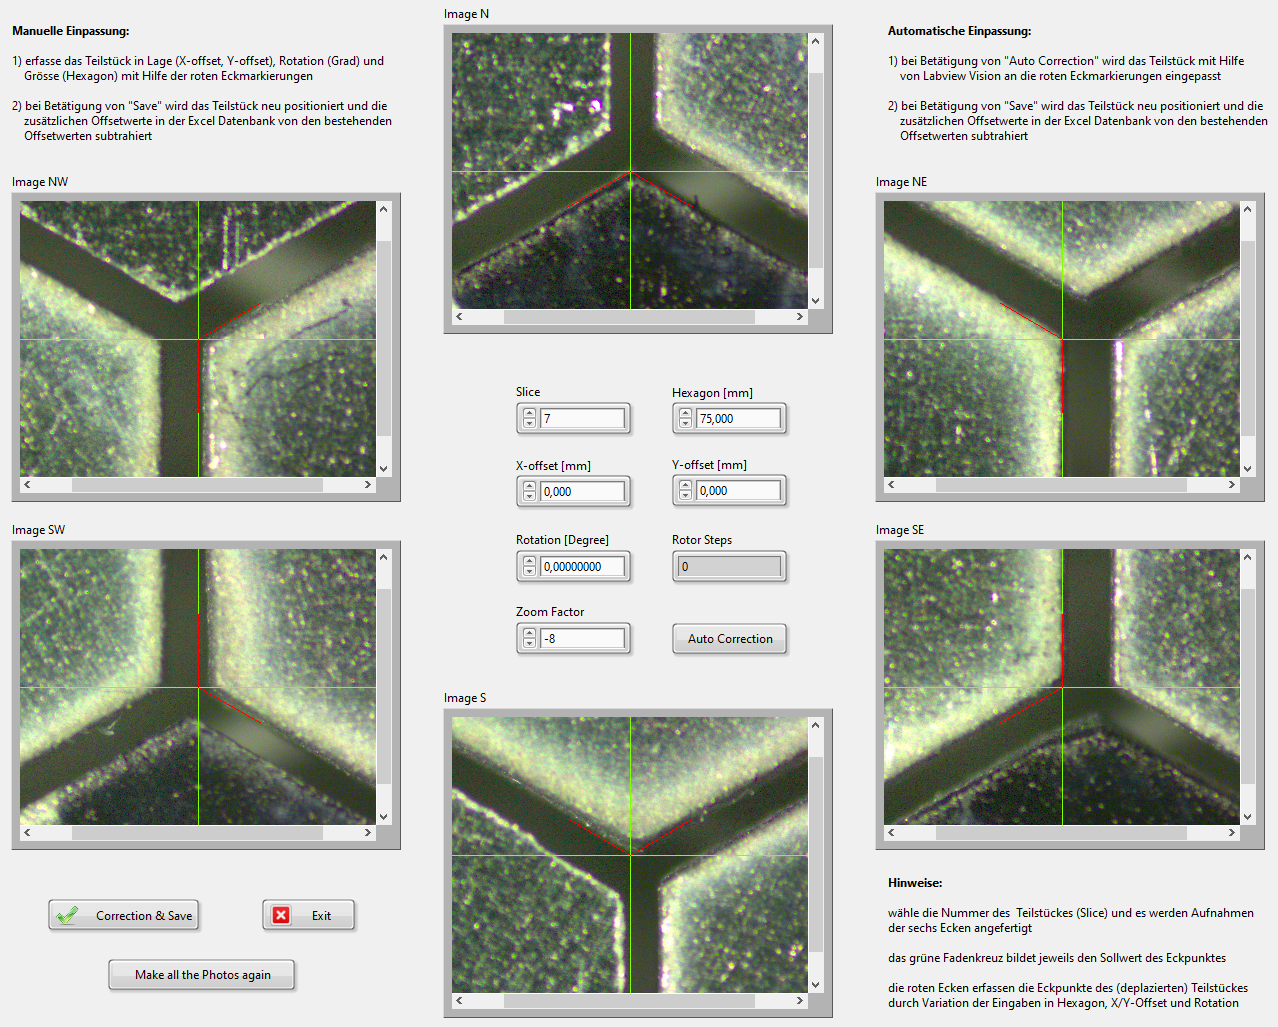 Manuelle Einpassung:
1) erfasse das Teilstück in Lage (X-offset, Y-offset), Rotation (Grad) und
Grösse (Hexagon) mit Hilfe der roten Eckmarkierungen
2) bei Betätigung von "Save" wird das Teilstück neu positioniert und die
zusätzlichen Offsetwerte in der Excel Datenbank von den bestehenden
Offsetwerten subtrahiert
Image N
Automatische Einpassung:
1) bei Betätigung von "Auto Correction" wird das Teilstück mit Hilfe
von Labview Vision an die roten Eckmarkierungen eingepasst
2) bei Betätigung von "Save" wird das Teilstück neu positioniert und die
zusätzlichen Offsetwerte in der Excel Datenbank von den bestehenden
Offsetwerten subtrahiert
Image NW
Image NE
Slice
7
Hexagon [mm]
75,000
X-offset [mm]
0,000
Y-offset [mm]
0,000
Rotation [Degree]
0,00000000
Rotor Steps
0
Zoom Factor
-8
Auto Correction
Image SW
Image SE
Image S
Correction & Save
Exit
Make all the Photos again
Hinweise:
wähle die Nummer des Teilstückes (Slice) und es werden Aufnahmen
der sechs Ecken angefertigt
das grüne Fadenkreuz bildet jeweils den Sollwert des Eckpunktes
die roten Ecken erfassen die Eckpunkte des (deplazierten) Teilstückes
durch Variation der Eingaben in Hexagon, X/Y-Offset und Rotation